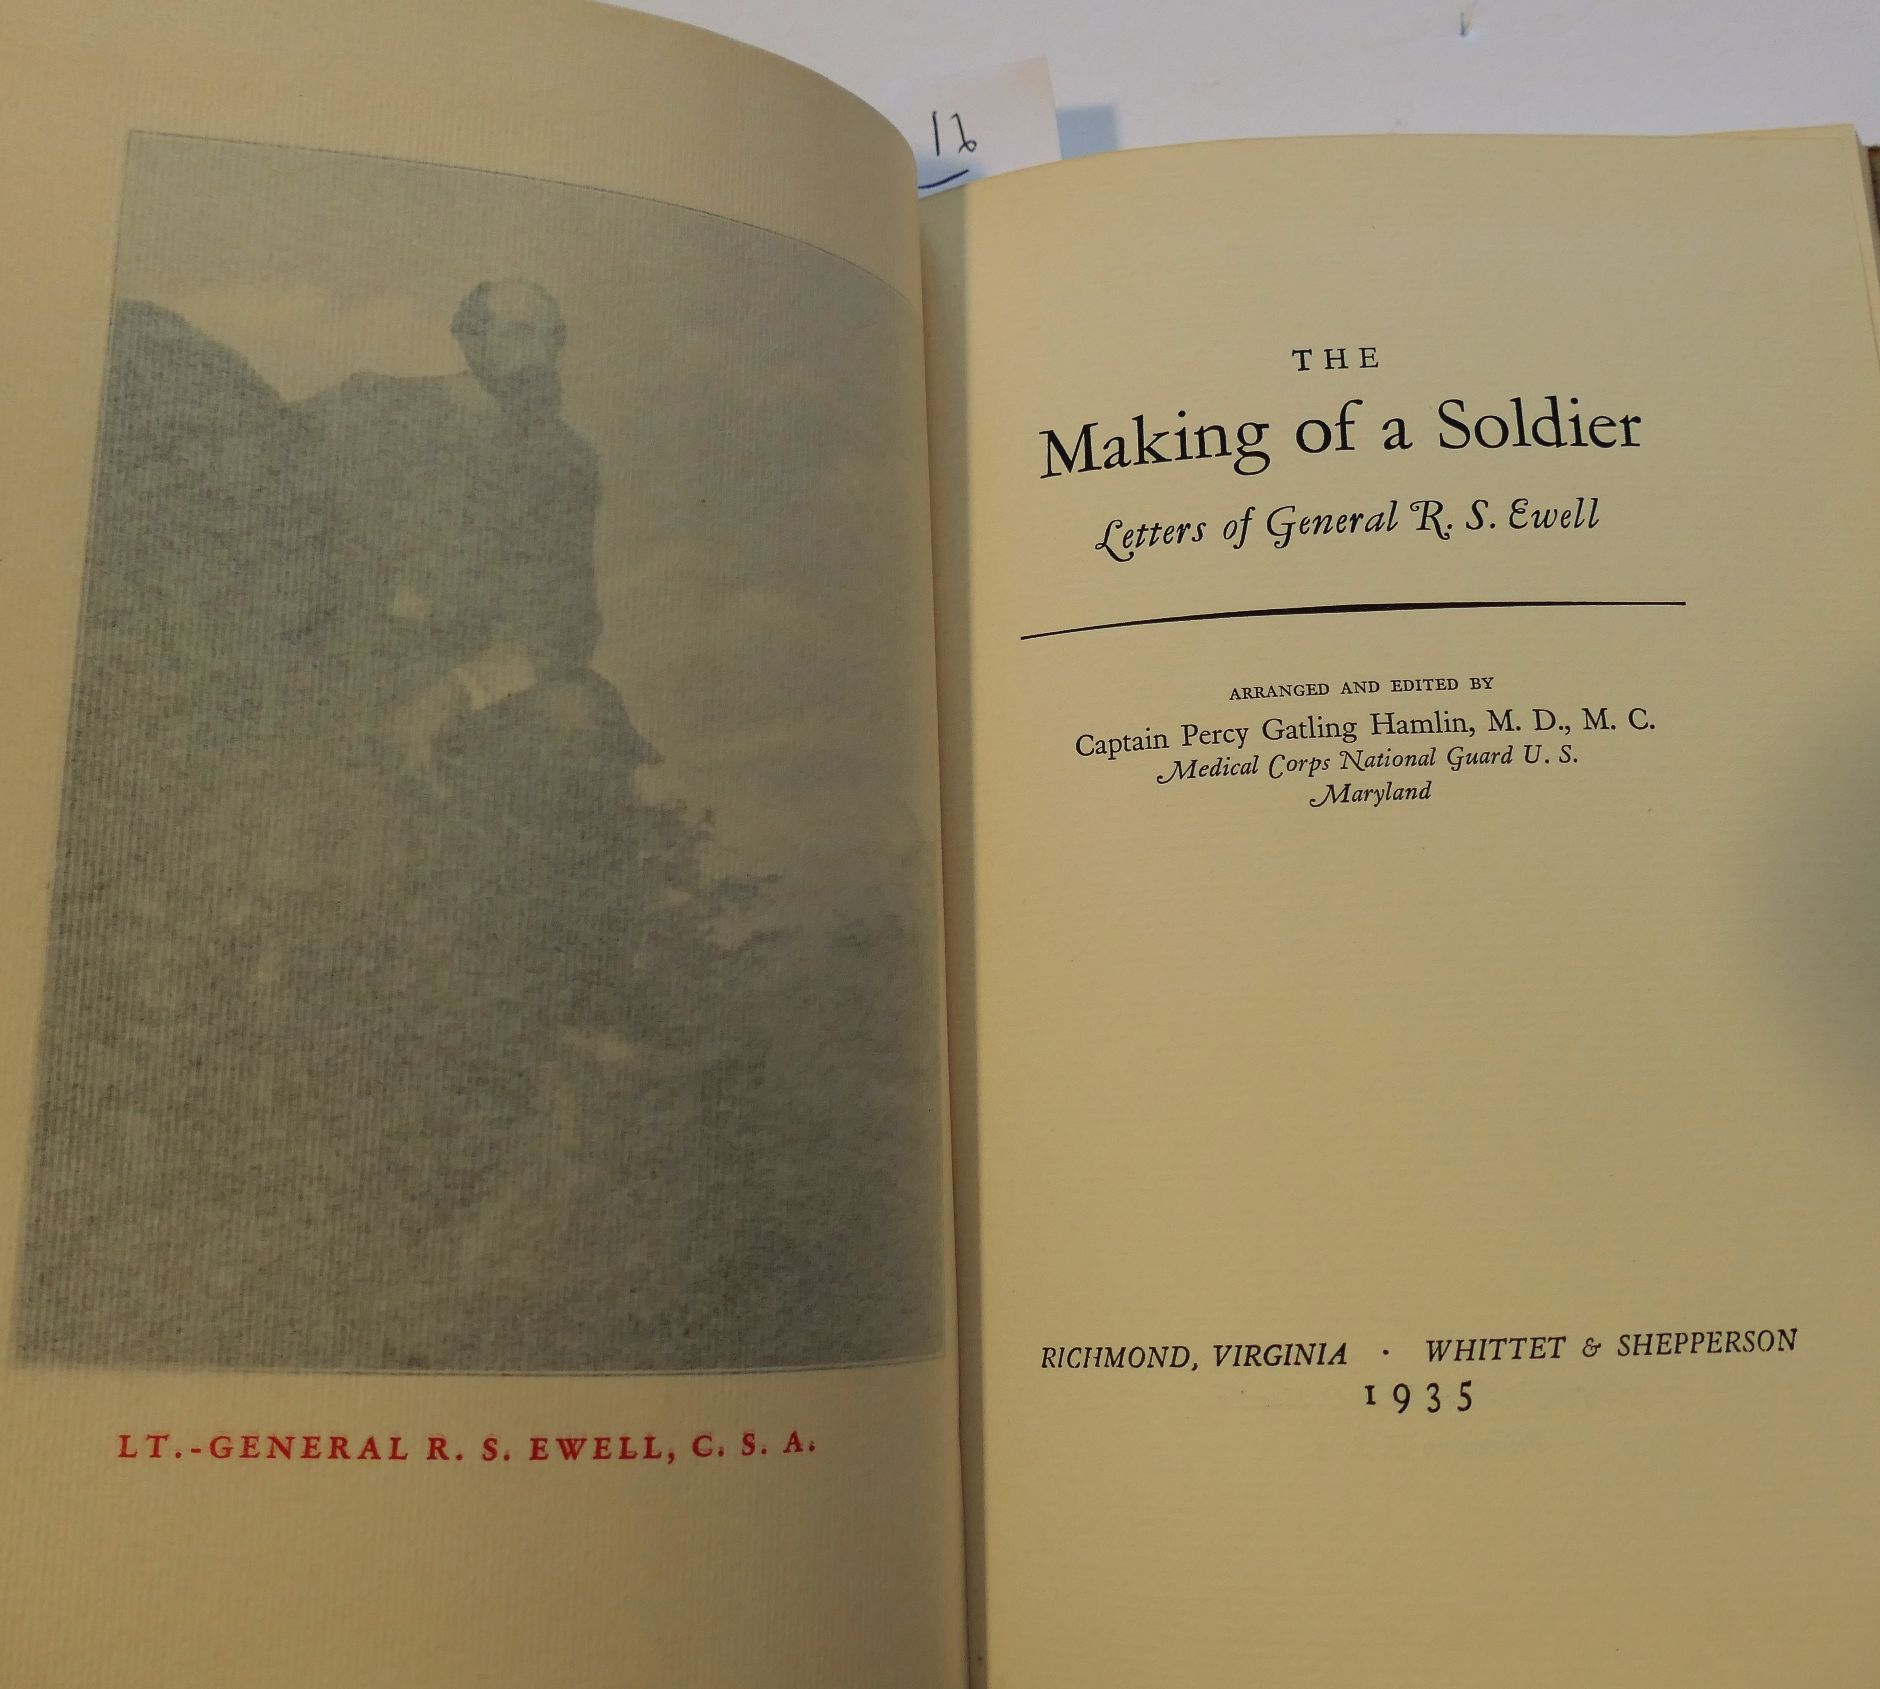 16
LT.-GENERAL R. S. EWELL, C. S. A.
THE
Making of a Soldier
Letters of General R. S. Ewell
ARRANGED AND EDITED BY
Captain Percy Gatling Hamlin, M. D., M. C.
Medical Corps National Guard U. S.
Maryland
RICHMOND, VIRGINIA · WHITTET & SHEPPERSON
1935